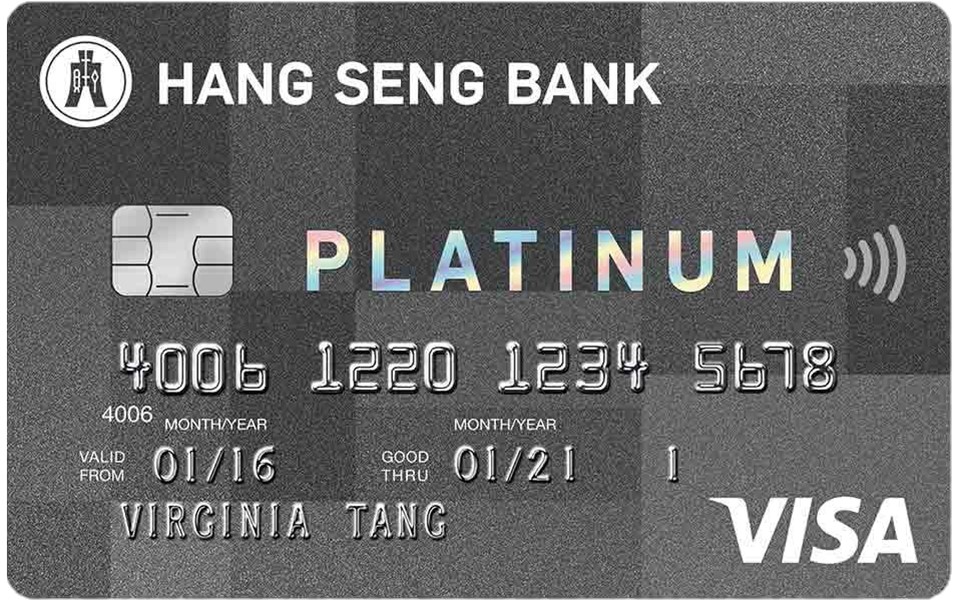 HANG SENG BANK
PLATINUM
4006 1220 1234 5678
4006
MONTH/YEAR MONTH/YEAR
VALID FROM 01/16 GOOD THRU 01/21 1
VIRGINIA TANG
VISA